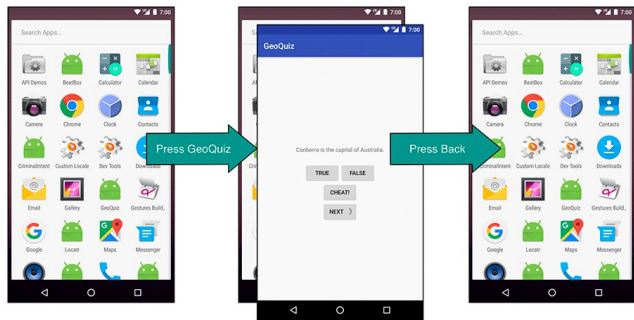 7:00
Search Apps...
API Demos BeatBox Calculator Calendar
Camera Chrome Clock Contacts
CriminalIntent Custom Locale Dev Tools Downloads
Email Gallery GeoQuiz Gestures Build..
Google Locatr Maps Messenger
Press GeoQuiz
7:00
GeoQuiz
Canberra is the capital of Australia.
TRUE FALSE
CHEAT!
NEXT
Press Back
7:00
Search Apps...
API Demos BeatBox Calculator Calendar
Camera Chrome Clock Contacts
CriminalIntent Custom Locale Dev Tools Downloads
Email Gallery GeoQuiz Gestures Build..
Google Locatr Maps Messenger